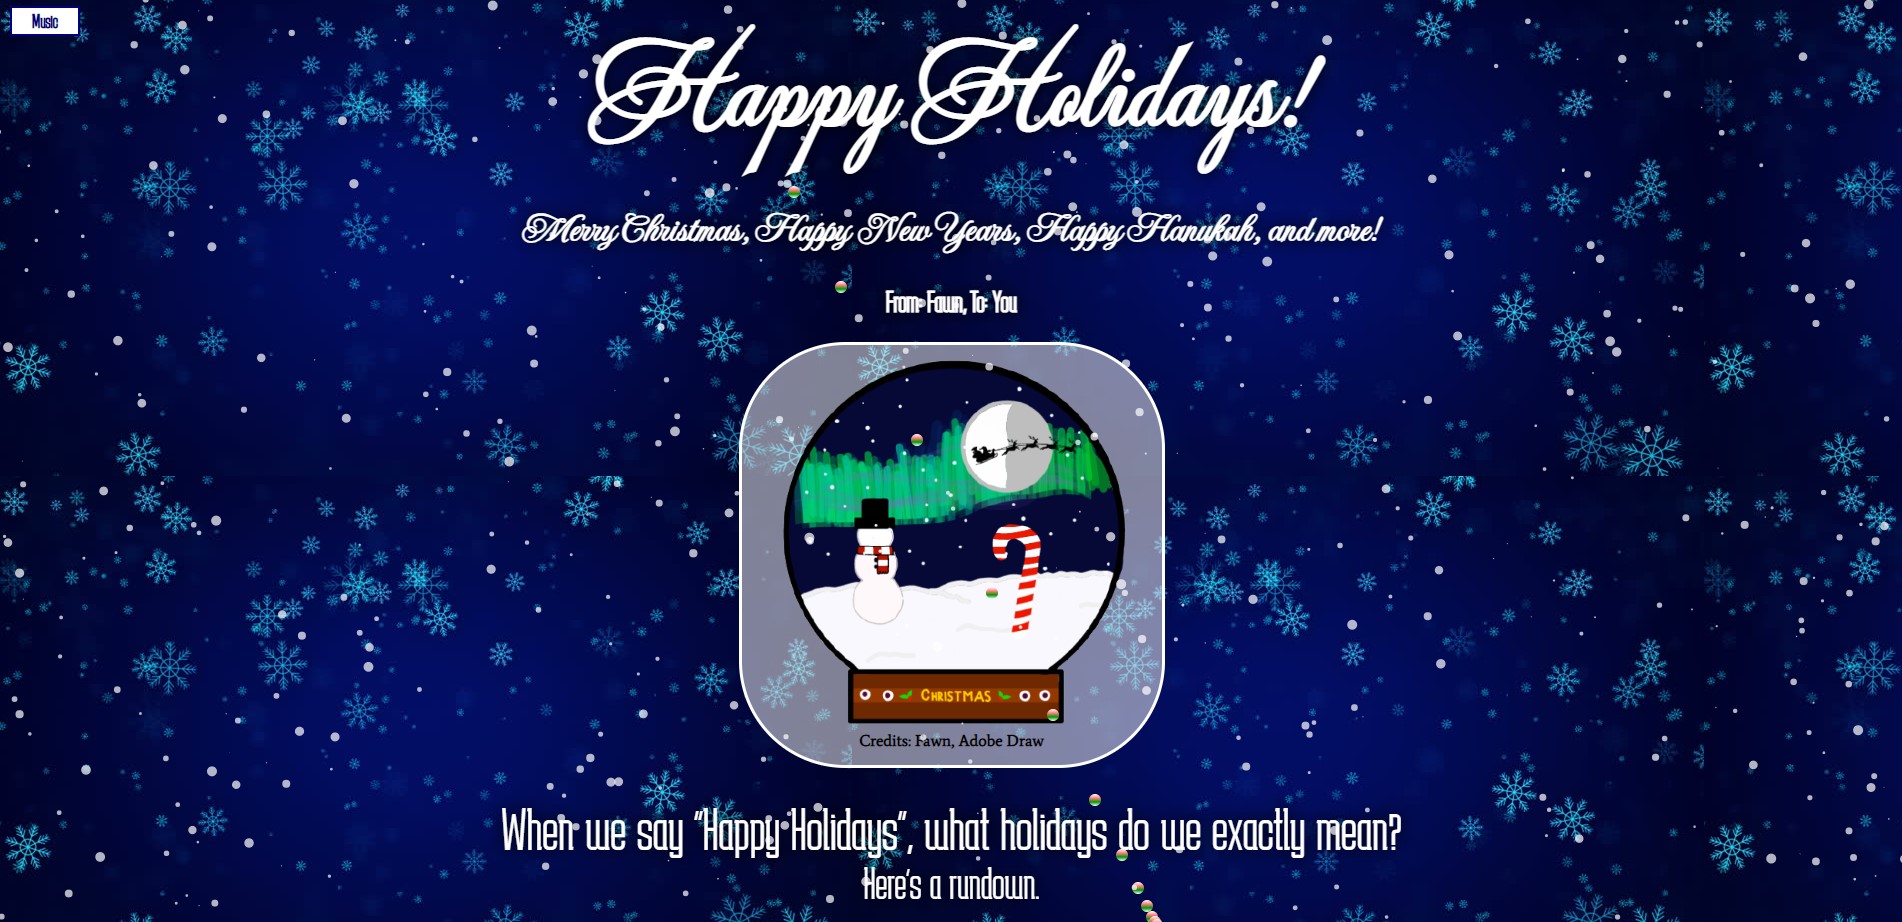 Music
Happy Holidays!
Merry Christmas, Happy New Years, Happy Hanukah, and more!
From: Fawn, To: You
CHRISTMAS
Credits: Fawn, Adobe Draw
When we say "Happy Holidays", what holidays do we exactly mean?
Here's a rundown.